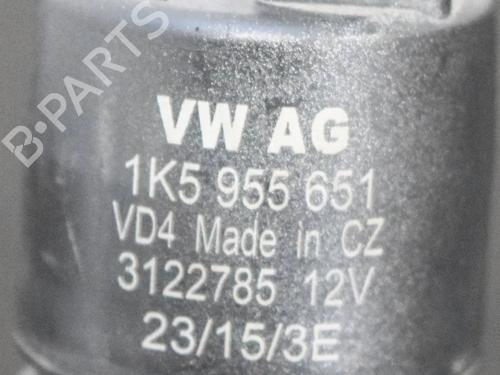 B-PARTS
VW AG
1K5 955 651
VD4 Made in CZ
3122785 12V
23/15/3E